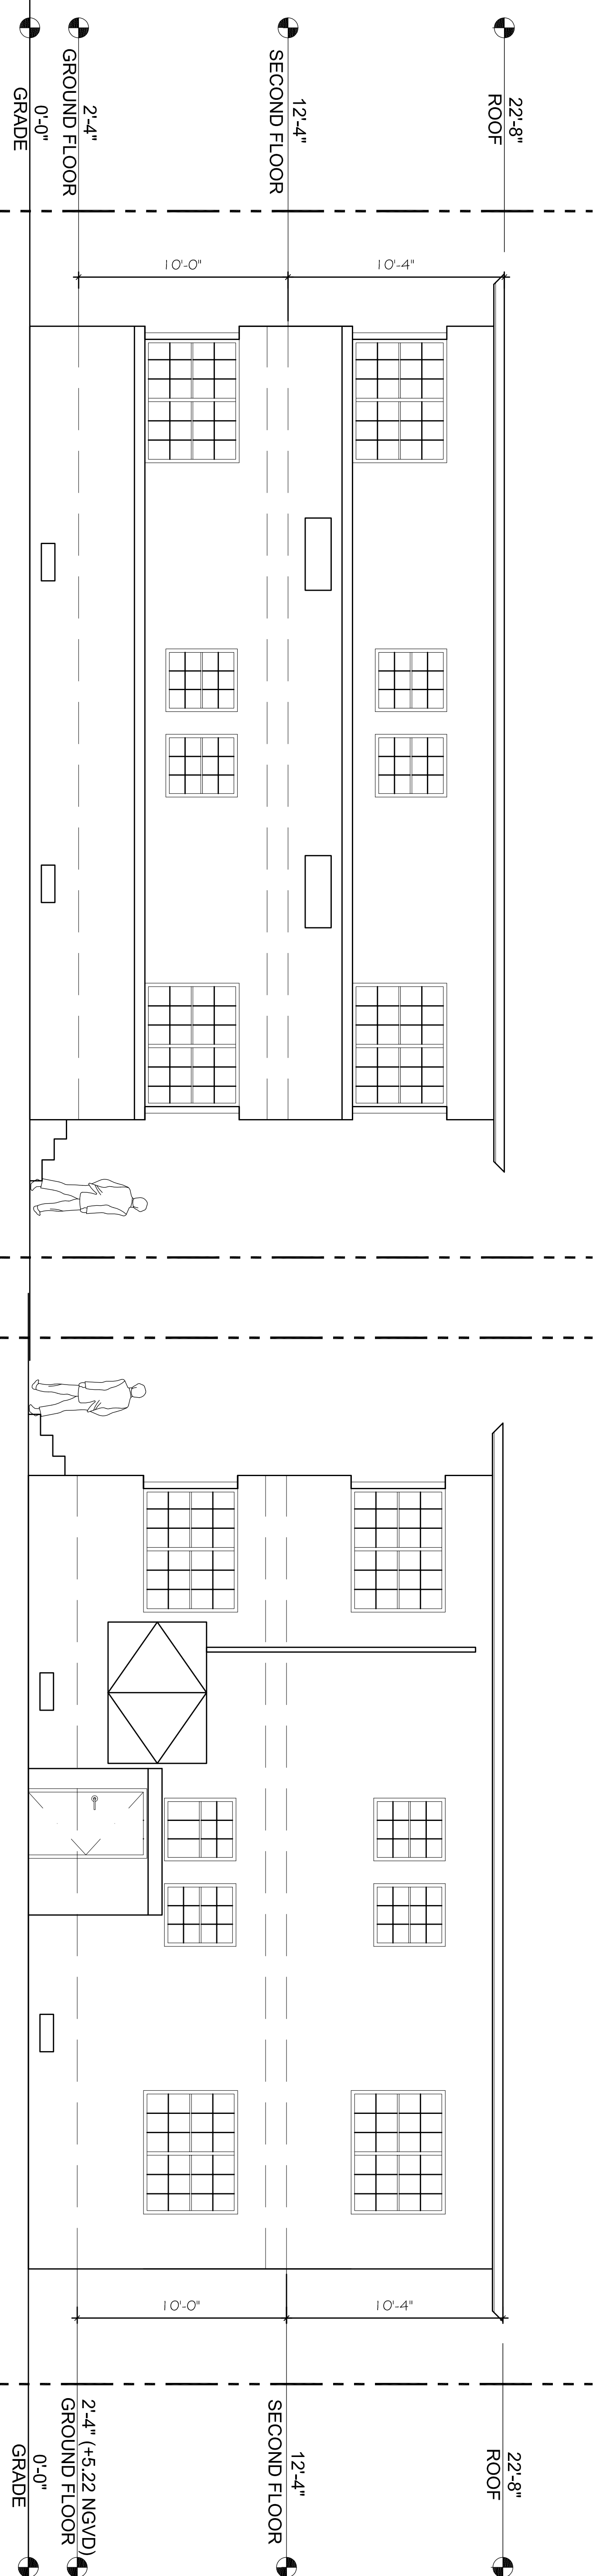 22'-8"
ROOF
12'-4"
SECOND FLOOR
2'-4"
GROUND FLOOR
0'-0"
GRADE
10'-4"
10'-0"
10'-4"
10'-0"
22'-8"
ROOF
12'-4"
SECOND FLOOR
2'-4" (+5.22 NGVD)
GROUND FLOOR
0'-0"
GRADE